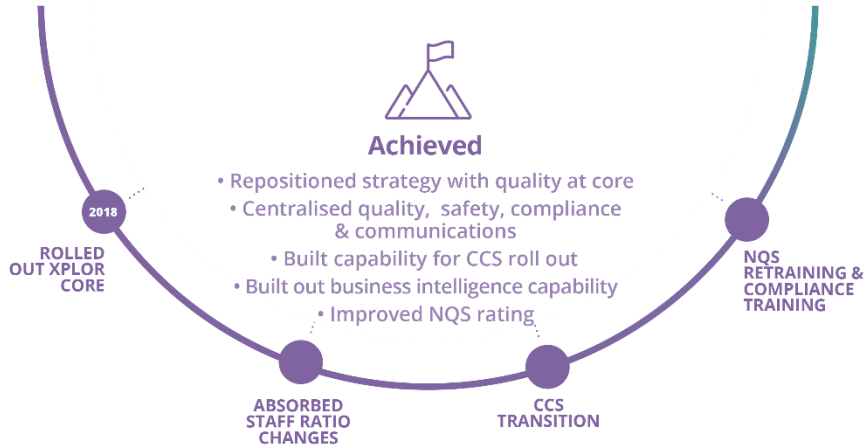 Achieved
• Repositioned strategy with quality at core
• Centralised quality, safety, compliance
& communications
• Built capability for CCS roll out
• Built out business intelligence capability
• Improved NQS rating
2018
ROLLED
OUT XPLOR
CORE
ABSORBED
STAFF RATIO
CHANGES
CCS
TRANSITION
NQS
RETRAINING &
COMPLIANCE
TRAINING